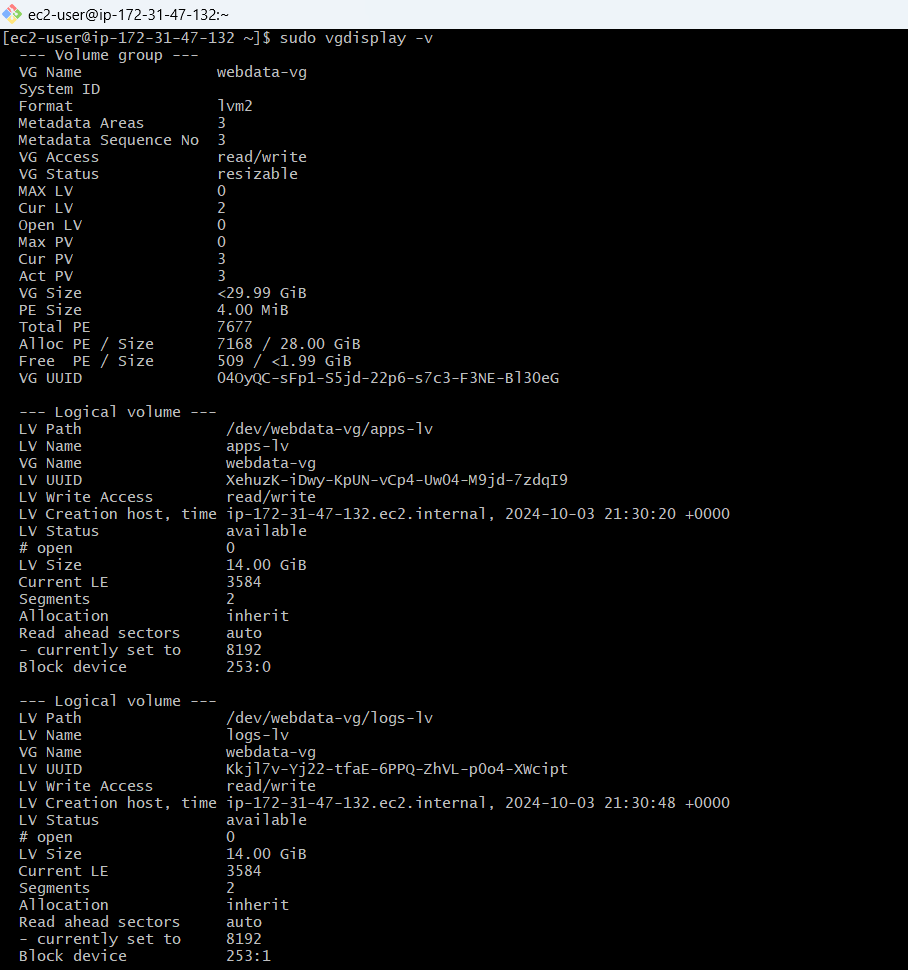 ec2-user@ip-172-31-47-132:~
[ec2-user@ip-172-31-47-132 ~]$ sudo vgdisplay -v
--- Volume group ---
VG Name webdata-vg
System ID
Format lvm2
Metadata Areas 3
Metadata Sequence No 3
VG Access read/write
VG Status resizable
MAX LV 0
Cur LV 2
Open LV 0
Max PV 0
Cur PV 3
Act PV 3
VG Size <29.99 GiB
PE Size 4.00 MiB
Total PE 7677
Alloc PE / Size 7168 / 28.00 GiB
Free PE / Size 509 / <1.99 GiB
VG UUID 04OyQC-sFp1-S5jd-22p6-s7c3-F3NE-Bl30eG
--- Logical volume ---
LV Path /dev/webdata-vg/apps-lv
LV Name apps-lv
VG Name webdata-vg
LV UUID XehuzK-iDwy-KpUN-vCp4-UwO4-M9jd-7zdqI9
LV Write Access read/write
LV Creation host, time ip-172-31-47-132.ec2.internal, 2024-10-03 21:30:20 +0000
LV Status available
# open 0
LV Size 14.00 GiB
Current LE 3584
Segments 2
Allocation inherit
Read ahead sectors auto
- currently set to 8192
Block device 253:0
--- Logical volume ---
LV Path /dev/webdata-vg/logs-lv
LV Name logs-lv
VG Name webdata-vg
LV UUID Kkjl7v-Yj22-tfaE-6PPQ-ZhVL-pOo4-XWcipt
LV Write Access read/write
LV Creation host, time ip-172-31-47-132.ec2.internal, 2024-10-03 21:30:48 +0000
LV Status available
# open 0
LV Size 14.00 GiB
Current LE 3584
Segments 2
Allocation inherit
Read ahead sectors auto
- currently set to 8192
Block device 253:1